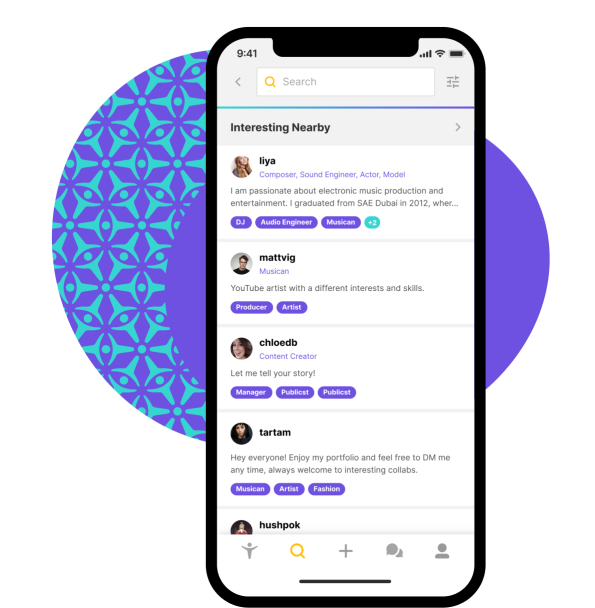 9:41
Search
Interesting Nearby
liya
Composer, Sound Engineer, Actor, Model
I am passionate about electronic music production and
entertainment. I graduated from SAE Dubai in 2012, wher...
DJ Audio Engineer Musican +2
mattvig
Musican
YouTube artist with a different interests and skills.
Producer Artist
chloedb
Content Creator
Let me tell your story!
Manager Publicst Publicst
tartam
Hey everyone! Enjoy my portfolio and feel free to DM me
any time, always welcome to interesting collabs.
Musican Artist Fashion
hushpok